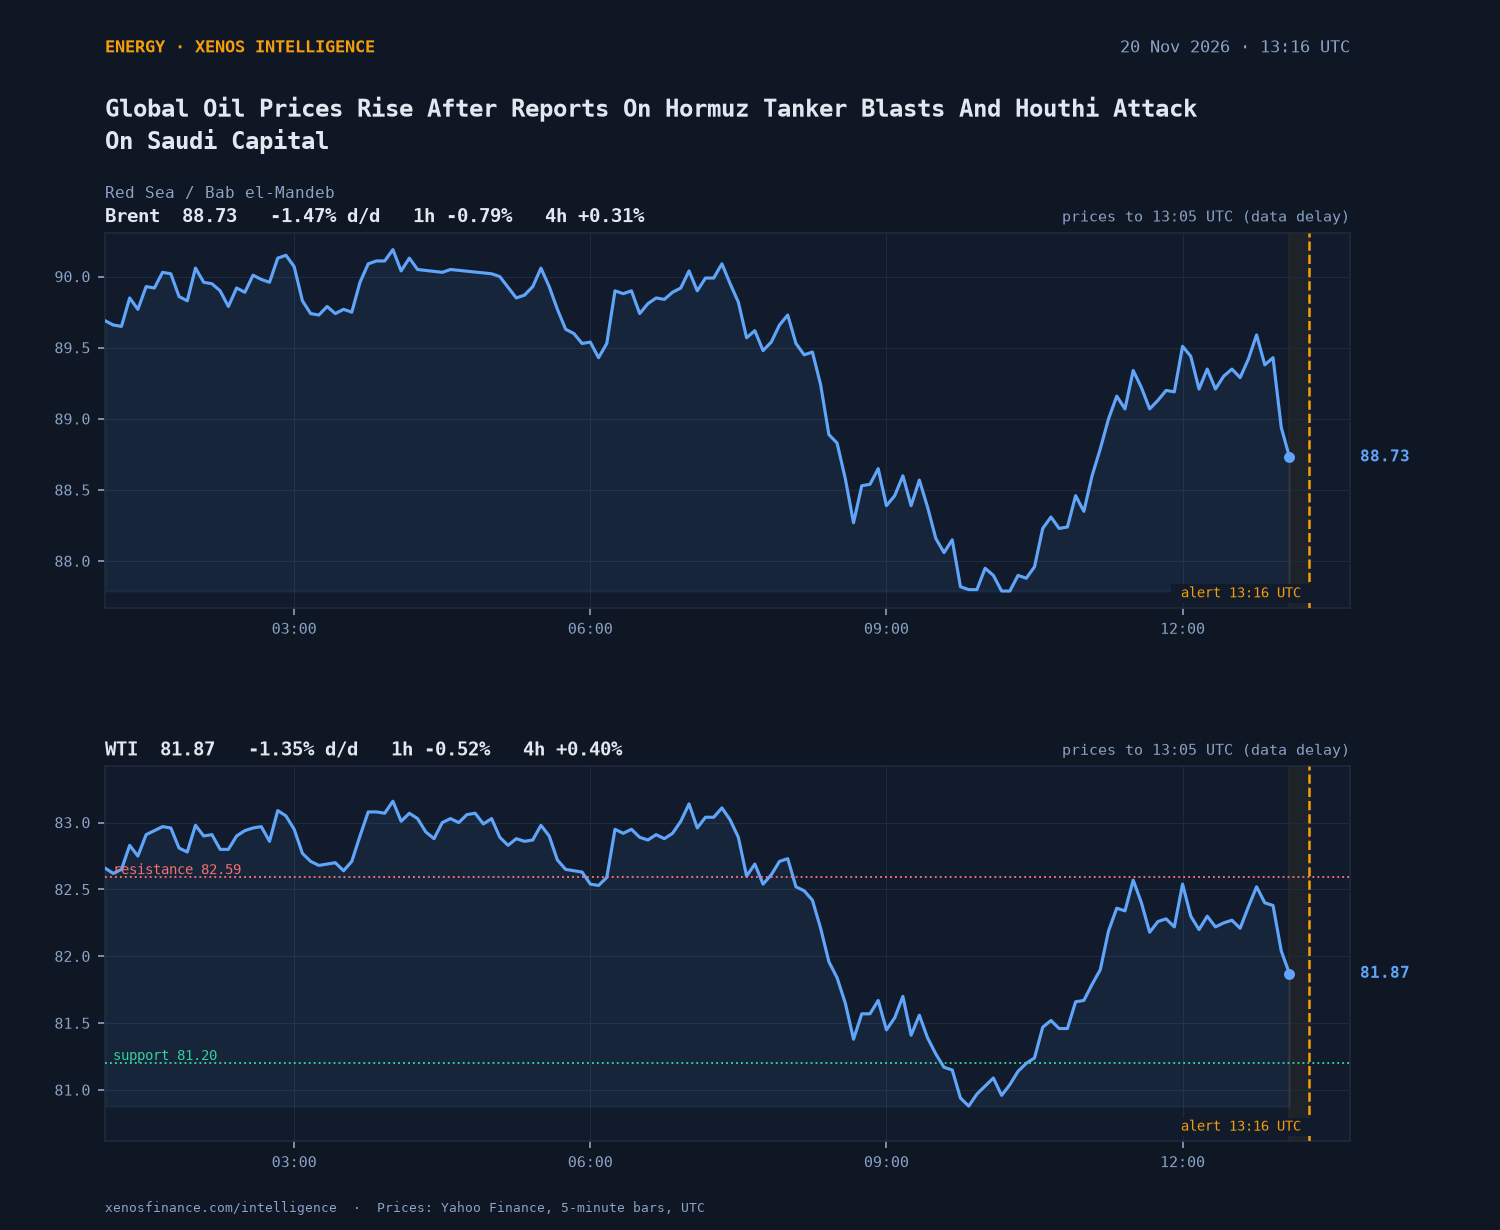 ENERGY · XENOS INTELLIGENCE
20 Nov 2026 · 13:16 UTC
Global Oil Prices Rise After Reports On Hormuz Tanker Blasts And Houthi Attack
On Saudi Capital
Red Sea / Bab el-Mandeb
Brent 88.73 -1.47% d/d 1h -0.79% 4h +0.31%
prices to 13:05 UTC (data delay)
90.0
89.5
89.0
88.5
88.0
88.73
alert 13:16 UTC
03:00 06:00 09:00 12:00
WTI 81.87 -1.35% d/d 1h -0.52% 4h +0.40%
prices to 13:05 UTC (data delay)
83.0
resistance 82.59
82.5
82.0
81.87
81.5
support 81.20
81.0
alert 13:16 UTC
03:00 06:00 09:00 12:00
xenosfinance.com/intelligence · Prices: Yahoo Finance, 5-minute bars, UTC